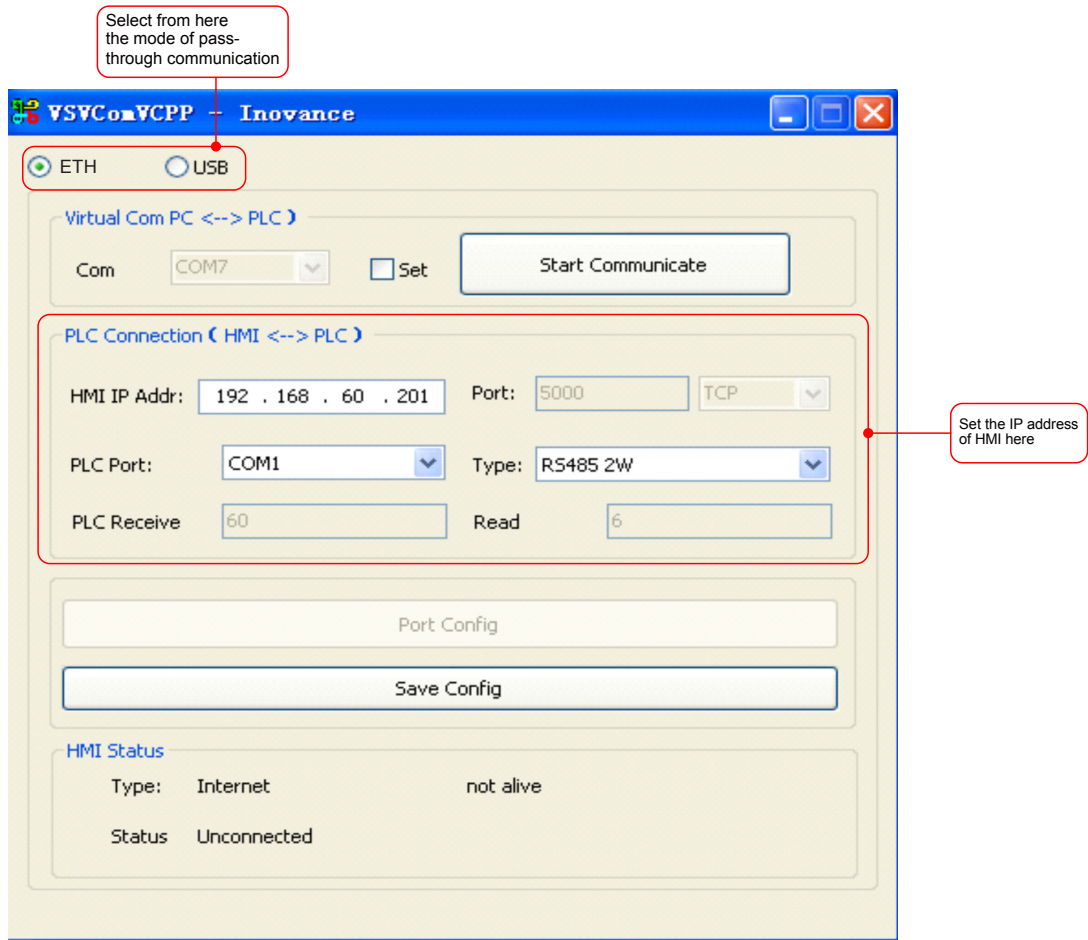 Select from here
the mode of pass-
through communication
¥S¥Com¥CPP - Inovance
ETH USB
Virtual Com PC <--> PLC )
Com COM7 Set Start Communicate
PLC Connection ( HMI <--> PLC )
HMI IP Addr: 192 . 168 . 60 . 201 Port: 5000 TCP
Set the IP address
of HMI here
PLC Port: COM1 Type: RS485 2W
PLC Receive 60 Read 6
Port Config
Save Config
HMI Status
Type: Internet not alive
Status Unconnected